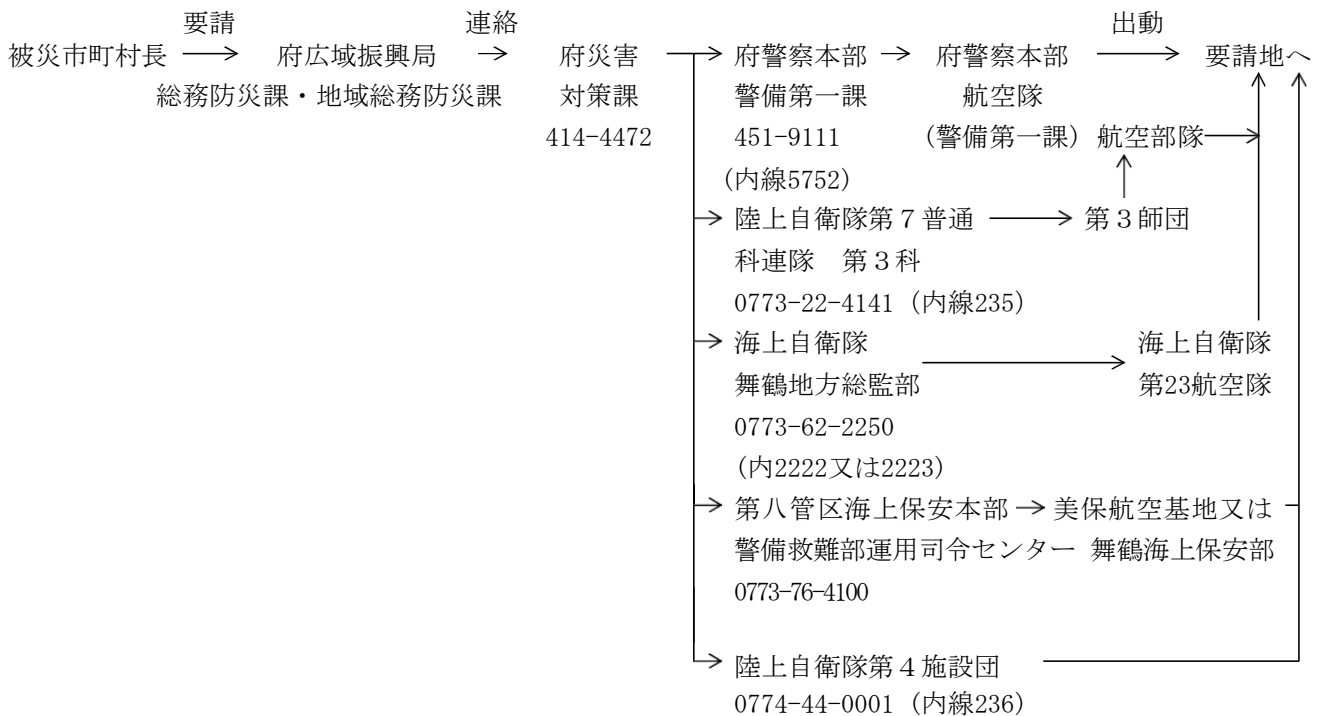 要請　連絡　出動
被災市町村長 → 府広域振興局 → 府災害 → 府警察本部 → 府警察本部 → 要請地へ
総務防災課・地域総務防災課　対策課　警備第一課　航空隊
414-4472　451-9111　（警備第一課）航空部隊
（内線5752）
陸上自衛隊第７普通 → 第３師団
科連隊　第３科
0773-22-4141（内線235）
海上自衛隊　海上自衛隊
舞鶴地方総監部 → 第23航空隊
0773-62-2250
（内2222又は2223）
第八管区海上保安本部 → 美保航空基地又は
警備救難部運用司令センター　舞鶴海上保安部
0773-76-4100
陸上自衛隊第４施設団
0774-44-0001（内線236）